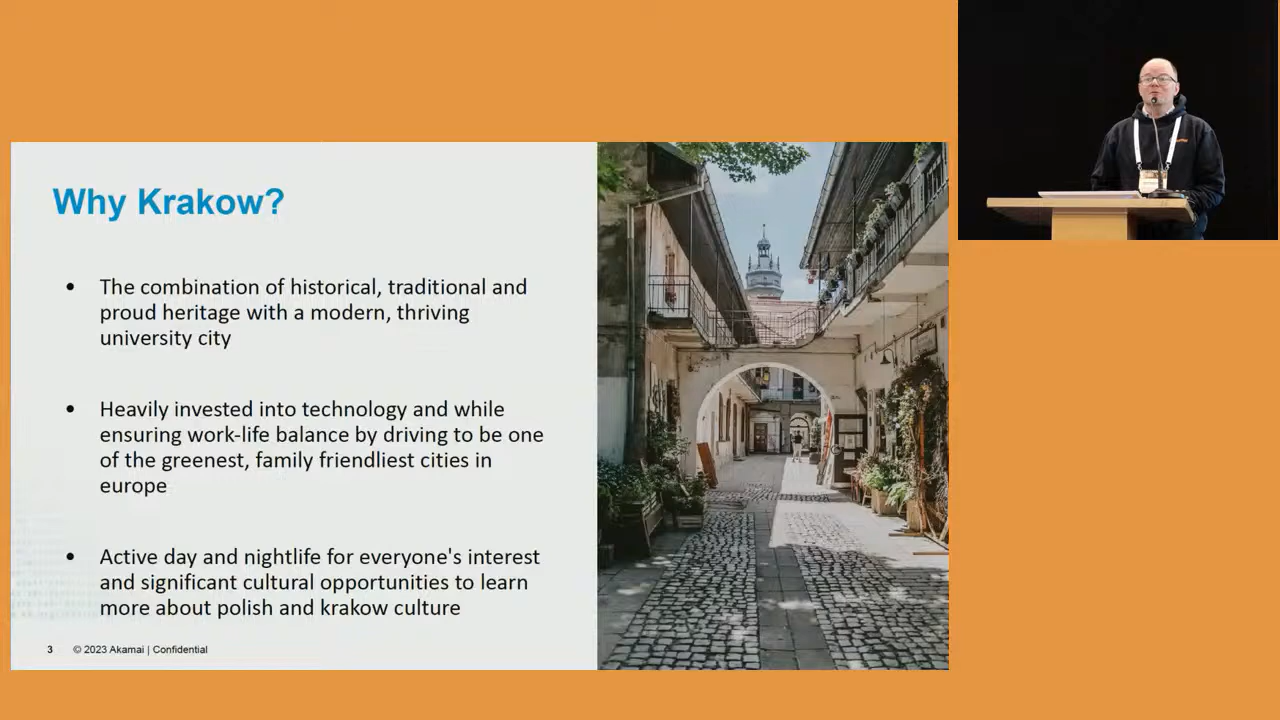 Why Krakow?
• The combination of historical, traditional and
proud heritage with a modern, thriving
university city
• Heavily invested into technology and while
ensuring work-life balance by driving to be one
of the greenest, family friendliest cities in
europe
• Active day and nightlife for everyone's interest
and significant cultural opportunities to learn
more about polish and krakow culture
3 © 2023 Akamai | Confidential